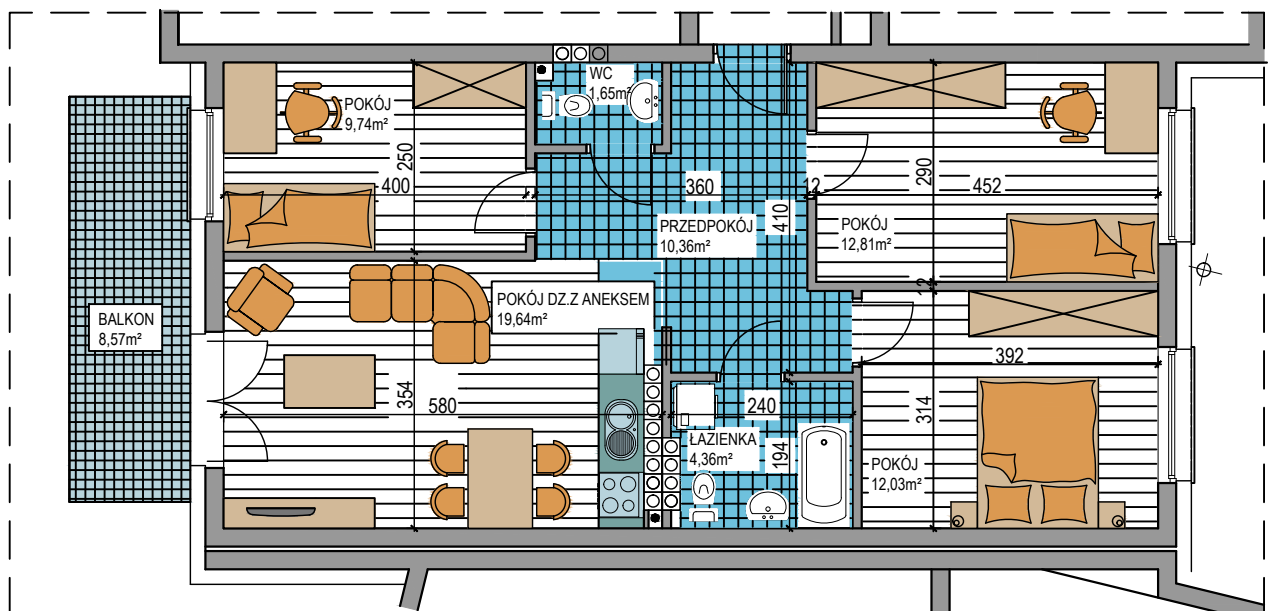 WC
1,65m²
POKÓJ
9,74m²
250
400
360
12
410
290
452
PRZEDPOKÓJ
10,36m²
POKÓJ
12,81m²
12
POKÓJ DZ.Z ANEKSEM
19,64m²
BALKON
8,57m²
392
354
580
240
314
ŁAZIENKA
4,36m²
194
POKÓJ
12,03m²